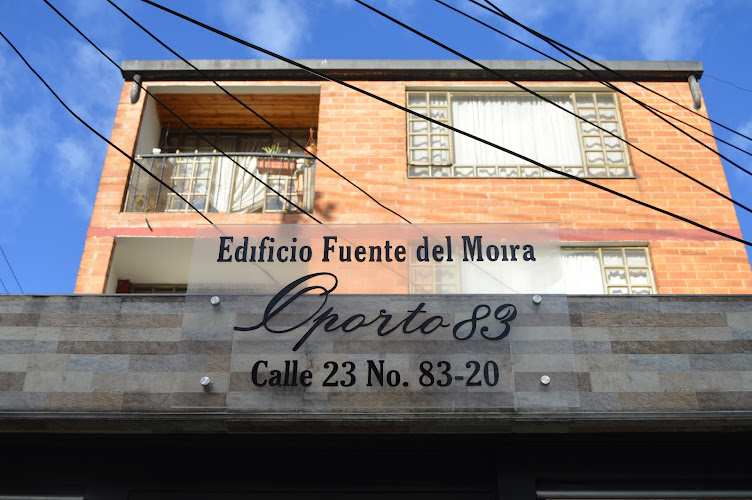 Edificio Fuente del Moira
Oporto 83
Calle 23 No. 83-20